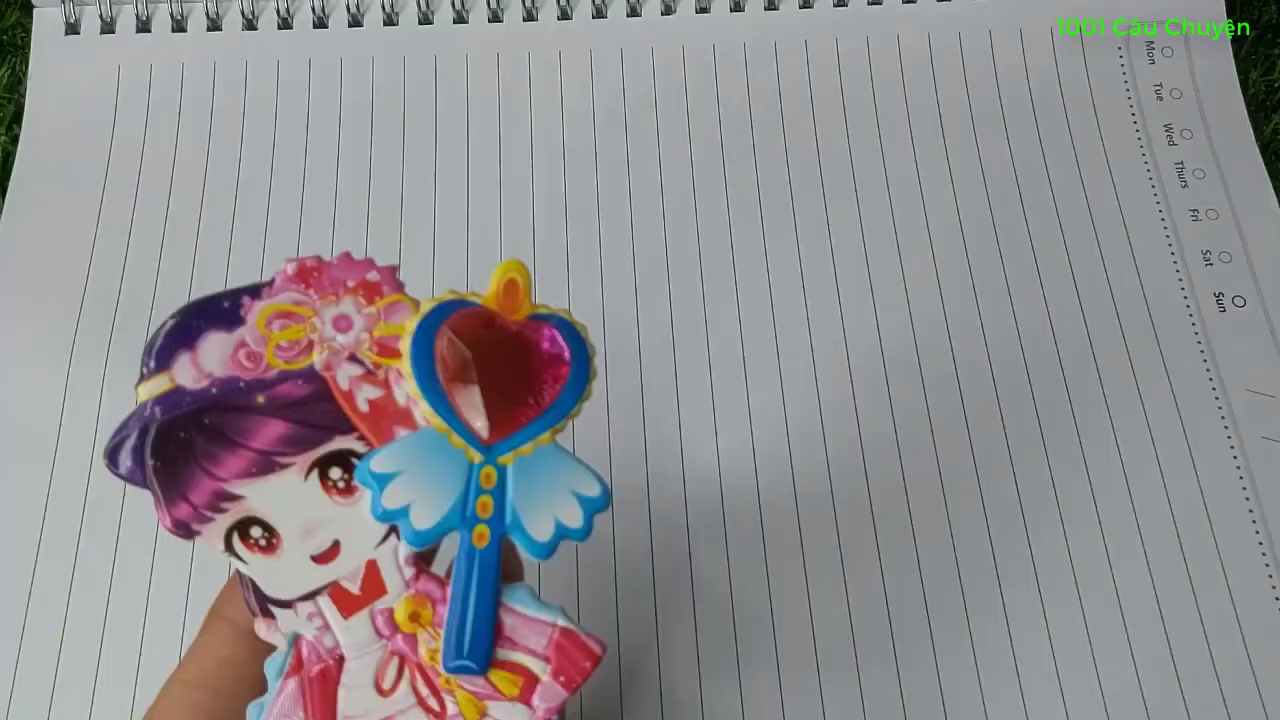 1001 Câu Chuyện
Mon
Tue
Wed
Thurs
Fri
Sat
Sun